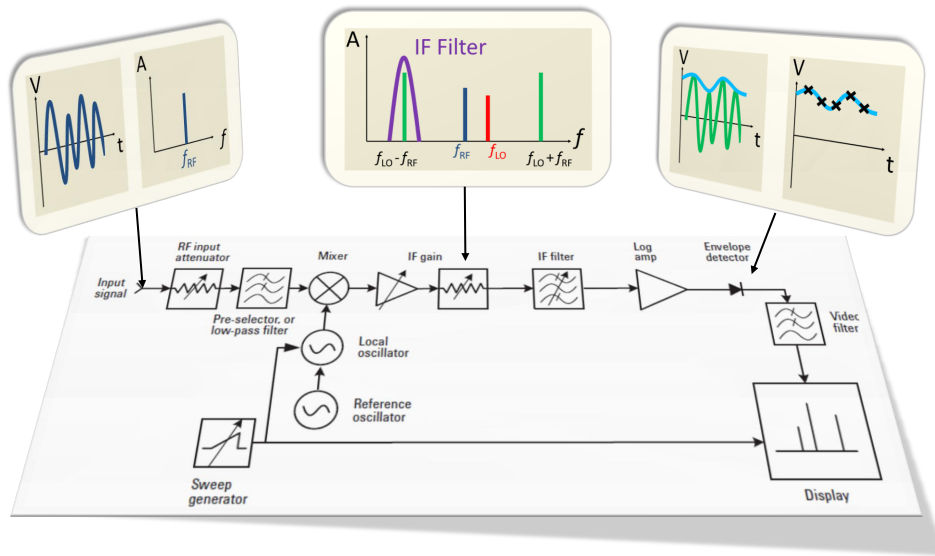 V
t
A
f
fRF
A
IF Filter
f
fLO - fRF
fRF
fLO
fLO + fRF
V
t
V
t
Input
signal
RF input
attenuator
Pre-selector, or
low-pass filter
Mixer
IF gain
IF filter
Log
amp
Envelope
detector
Video
filter
Local
oscillator
Reference
oscillator
Sweep
generator
Display